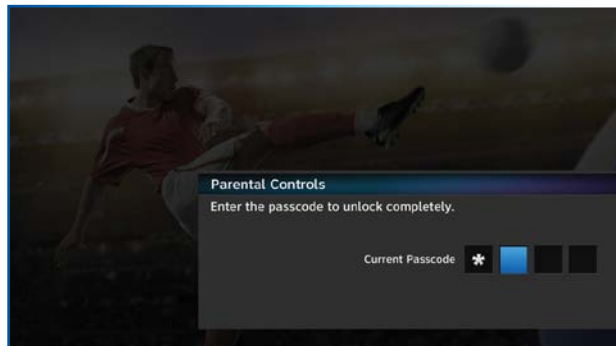 Parental Controls
Enter the passcode to unlock completely.
Current Passcode *